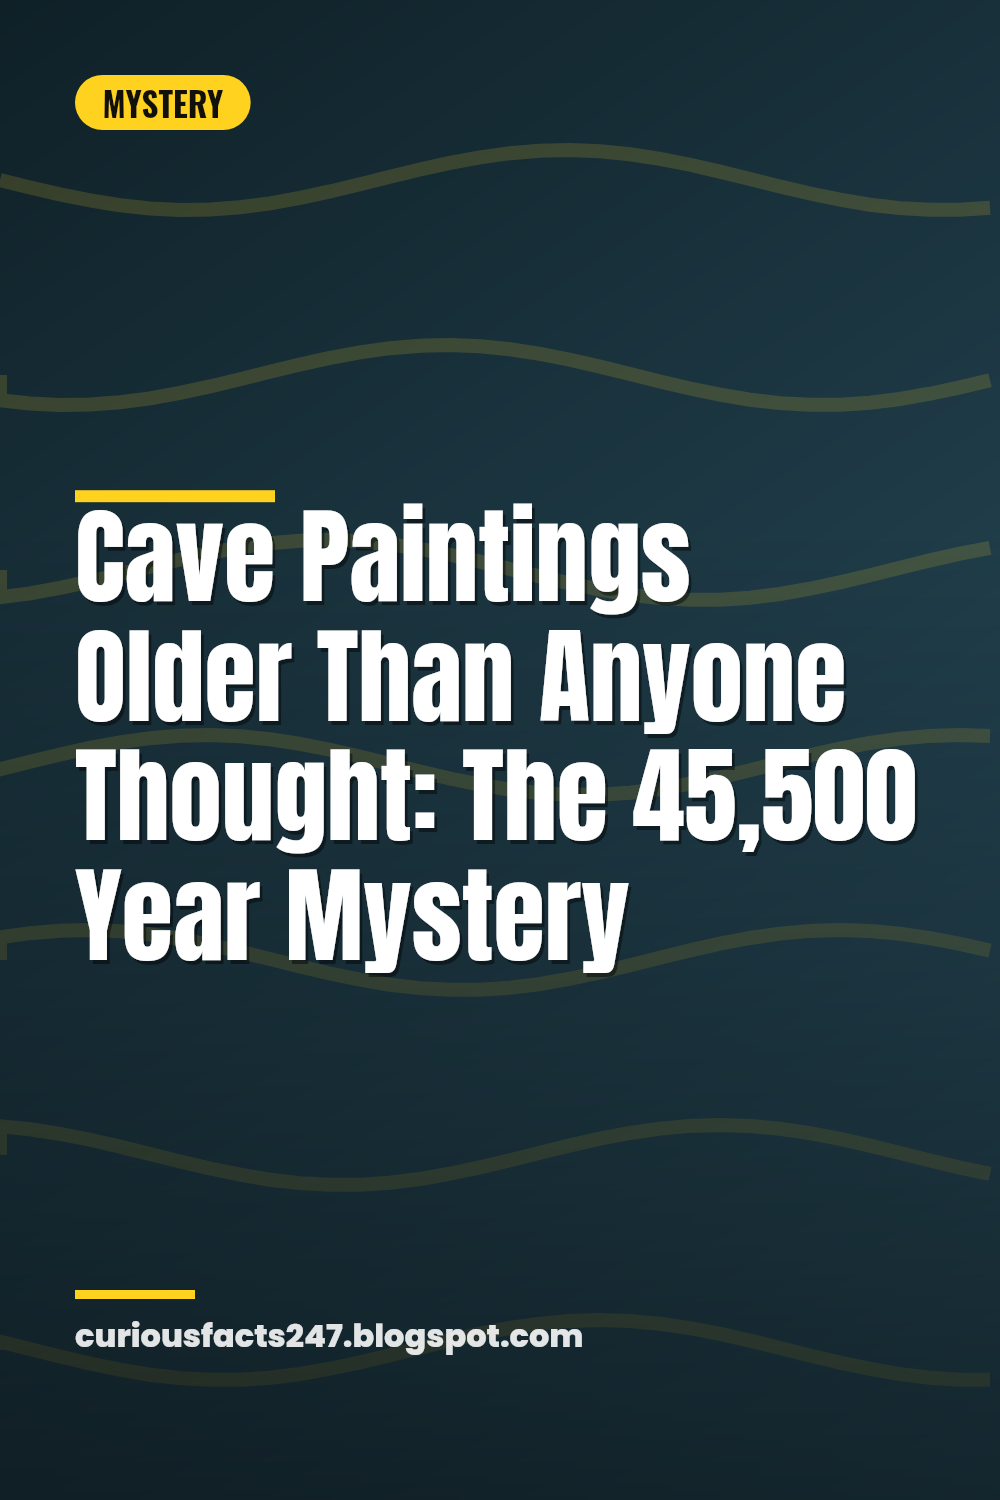 MYSTERY
Cave Paintings
Older Than Anyone
Thought: The 45,500
Year Mystery
curiousfacts247.blogspot.com